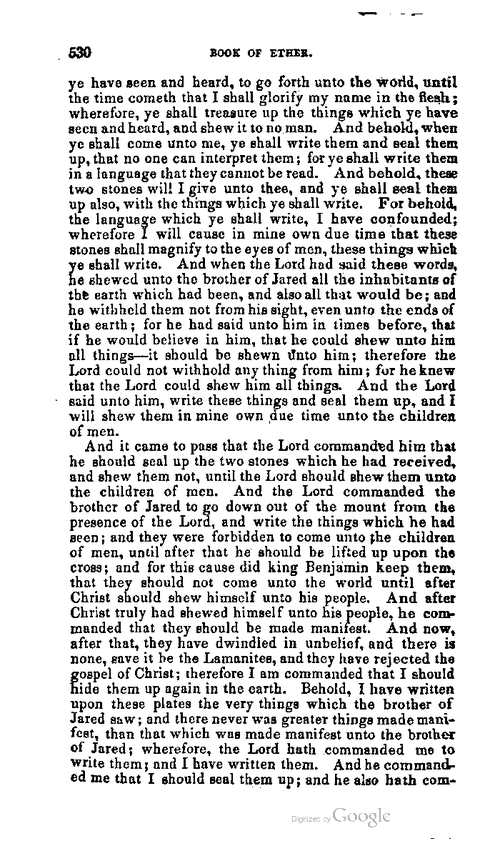 530 BOOK OF ETHER.
ye have seen and heard, to go forth unto the world, until
the time cometh that I shall glorify my name in the flesh;
wherefore, ye shall treasure up the things which ye have
seen and heard, and shew it to no man. And behold, when
ye shall come unto me, ye shall write them and seal them
up, that no one can interpret them; for ye shall write them
in a language that they cannot be read. And behold, these
two stones will I give unto thee, and ye shall seal them
up also, with the things which ye shall write. For behold,
the language which ye shall write, I have confounded;
wherefore I will cause in mine own due time that these
stones shall magnify to the eyes of men, these things which
ye shall write. And when the Lord had said these words,
he shewed unto the brother of Jared all the inhabitants of
the earth which had been, and also all that would be; and
he withheld them not from his sight, even unto the ends of
the earth; for he had said unto him in times before, that
if he would believe in him, that he could shew unto him
all things—it should be shewn unto him; therefore the
Lord could not withhold any thing from him; for he knew
that the Lord could shew him all things. And the Lord
said unto him, write these things and seal them up, and I
will shew them in mine own due time unto the children
of men.
And it came to pass that the Lord commanded him that
he should seal up the two stones which he had received,
and shew them not, until the Lord should shew them unto
the children of men. And the Lord commanded the
brother of Jared to go down out of the mount from the
presence of the Lord, and write the things which he had
seen; and they were forbidden to come unto the children
of men, until after that he should be lifted up upon the
cross; and for this cause did king Benjamin keep them,
that they should not come unto the world until after
Christ should shew himself unto his people. And after
Christ truly had shewed himself unto his people, he com-
manded that they should be made manifest. And now,
after that, they have dwindled in unbelief, and there is
none, save it be the Lamanites, and they have rejected the
gospel of Christ; therefore I am commanded that I should
hide them up again in the earth. Behold, I have written
upon these plates the very things which the brother of
Jared saw; and there never was greater things made mani-
fest, than that which was made manifest unto the brother
of Jared; wherefore, the Lord hath commanded me to
write them; and I have written them. And he command-
ed me that I should seal them up; and he also hath com-
Digitized by Google